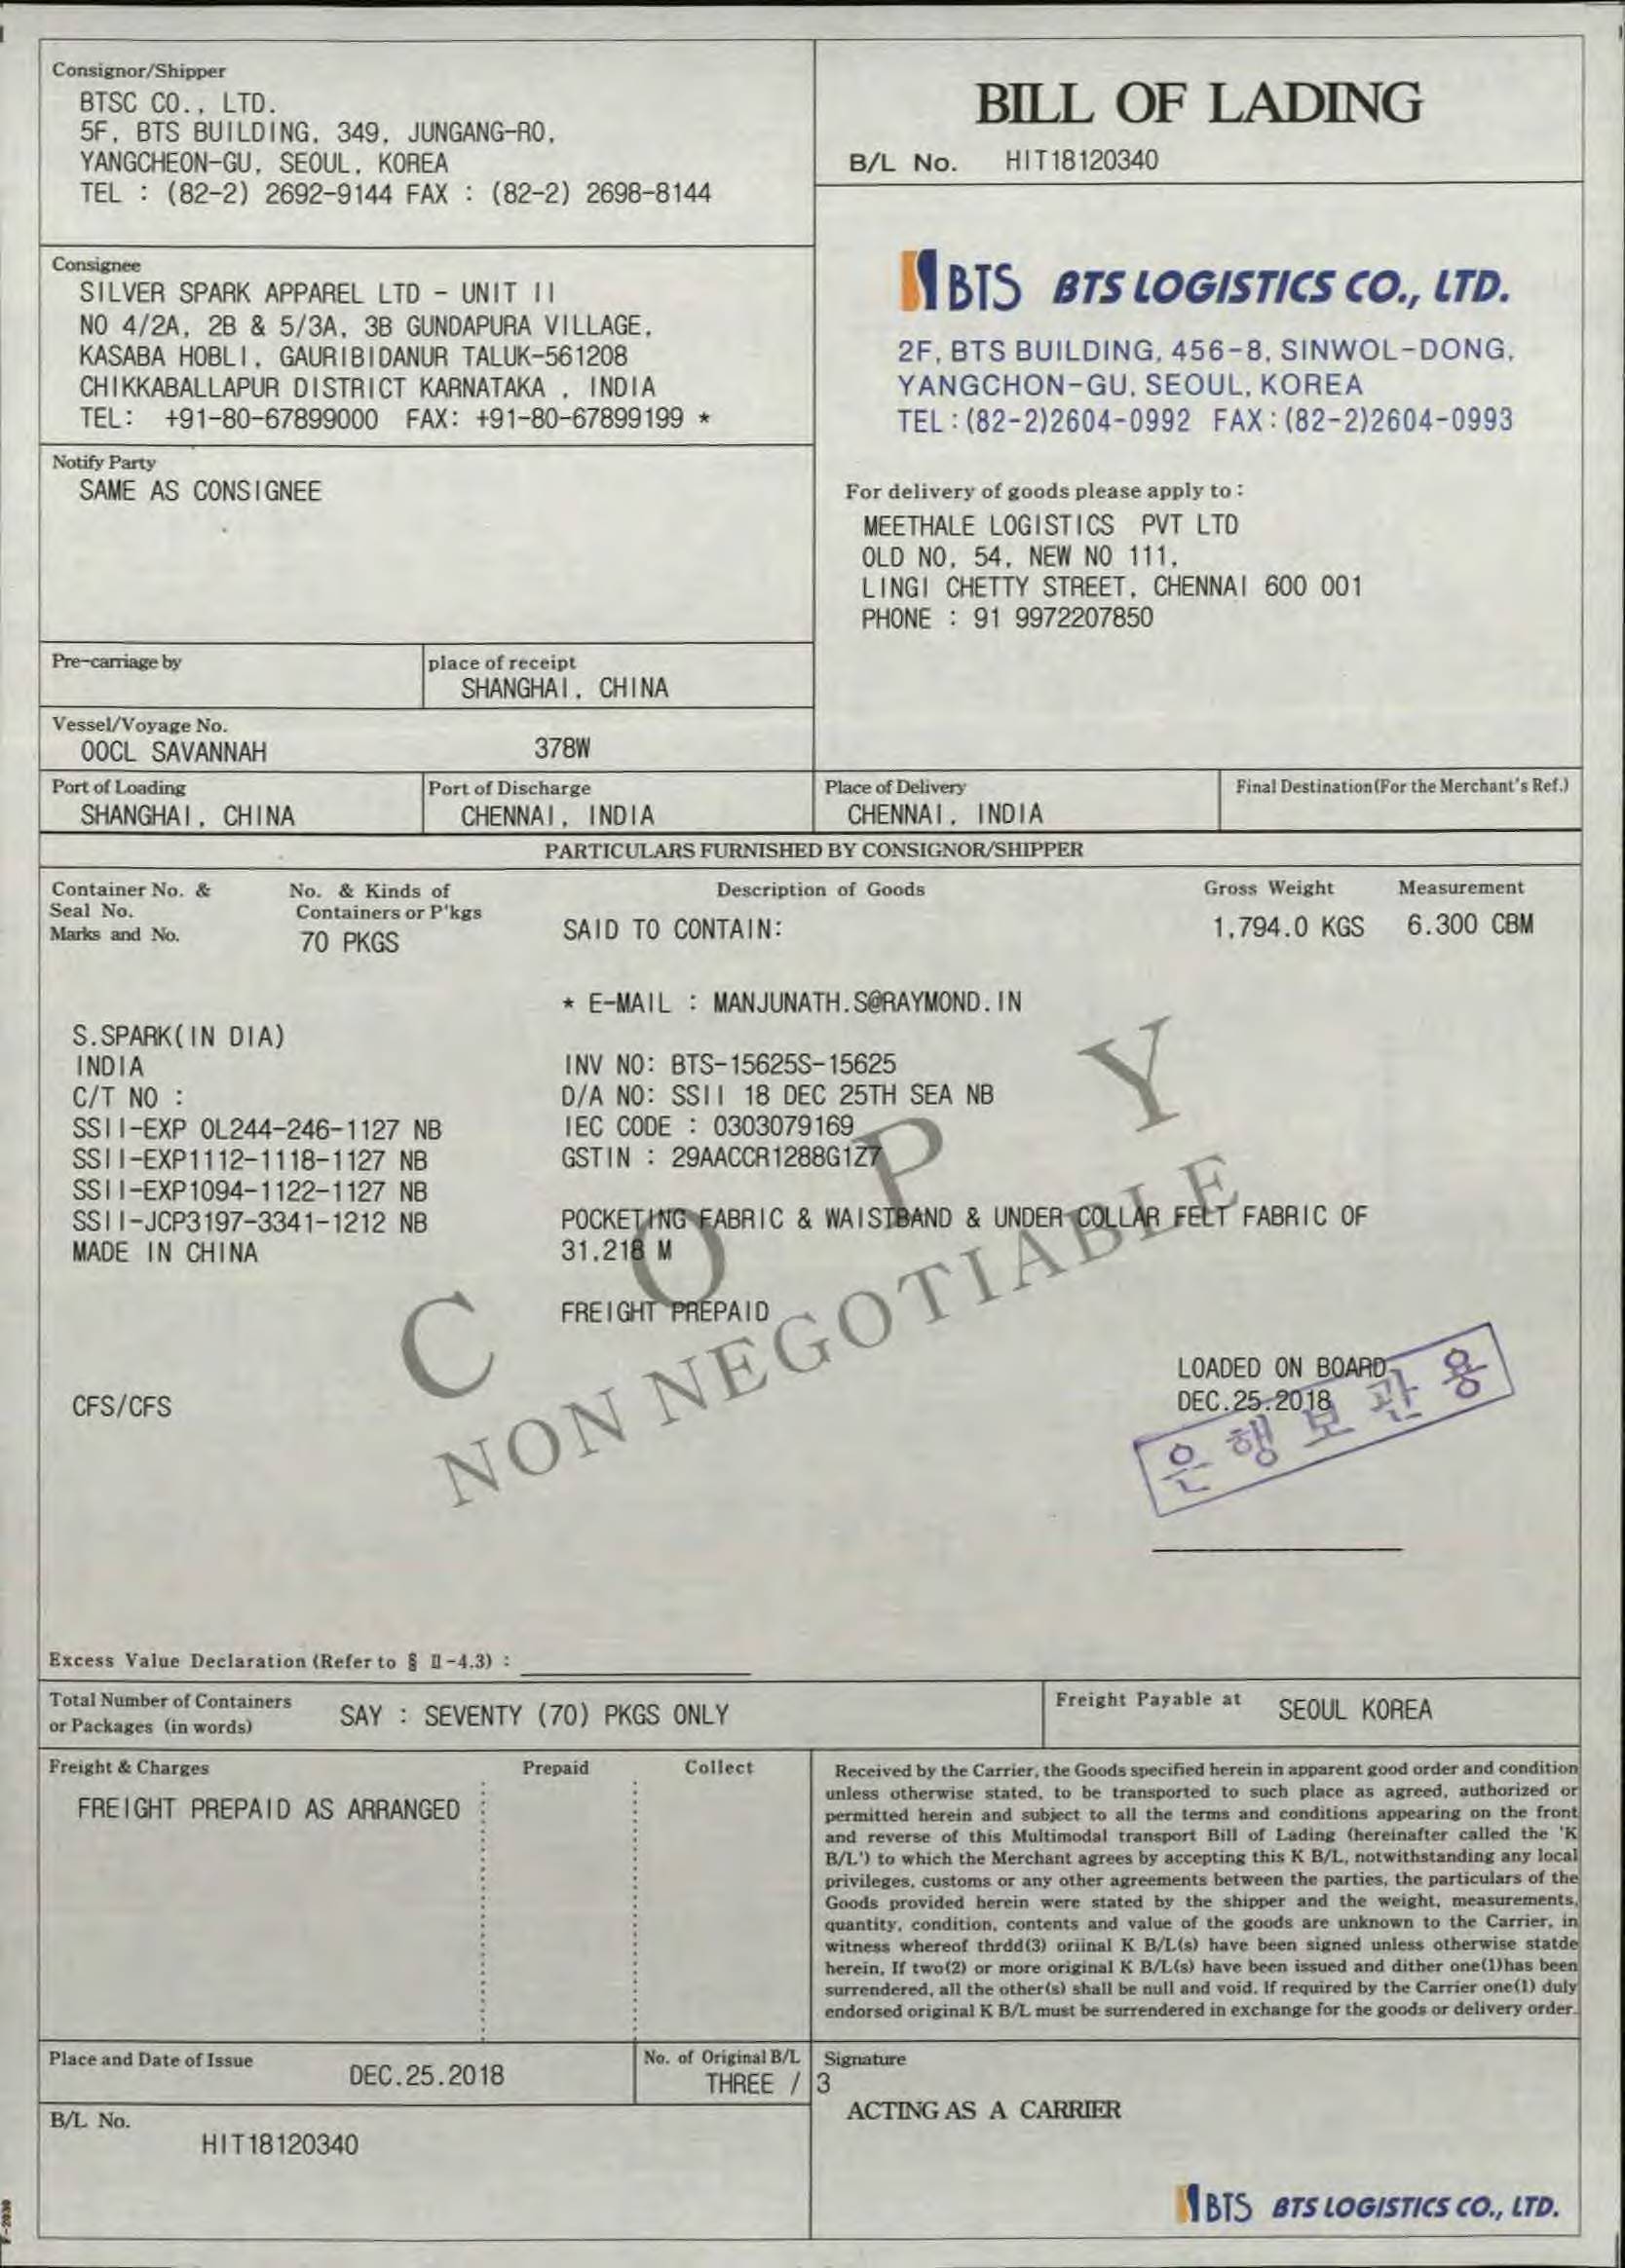 Consignor/Shipper
BTSC CO., LTD.
5F, BTS BUILDING, 349, JUNGANG-RO,
YANGCHEON-GU, SEOUL, KOREA
TEL : (82-2) 2692-9144 FAX : (82-2) 2698-8144
BILL OF LADING
B/L No. HIT18120340
Consignee
SILVER SPARK APPAREL LTD - UNIT II
NO 4/2A, 2B & 5/3A, 3B GUNDAPURA VILLAGE,
KASABA HOBLI, GAURIBIDANUR TALUK-561208
CHIKKABALLAPUR DISTRICT KARNATAKA , INDIA
TEL: +91-80-67899000 FAX: +91-80-67899199 *
BTS BTS LOGISTICS CO., LTD.
2F, BTS BUILDING, 456-8, SINWOL-DONG,
YANGCHON-GU, SEOUL, KOREA
TEL : (82-2)2604-0992 FAX : (82-2)2604-0993
Notify Party
SAME AS CONSIGNEE
For delivery of goods please apply to :
MEETHALE LOGISTICS PVT LTD
OLD NO, 54, NEW NO 111,
LINGI CHETTY STREET, CHENNAI 600 001
PHONE : 91 9972207850
Pre-carriage by
place of receipt
SHANGHAI, CHINA
Vessel/Voyage No.
OOCL SAVANNAH 378W
Port of Loading
SHANGHAI, CHINA
Port of Discharge
CHENNAI, INDIA
Place of Delivery
CHENNAI, INDIA
Final Destination(For the Merchant's Ref.)
PARTICULARS FURNISHED BY CONSIGNOR/SHIPPER
Container No. &
Seal No.
Marks and No.
No. & Kinds of
Containers or P'kgs
70 PKGS
Description of Goods
SAID TO CONTAIN:
Gross Weight
1,794.0 KGS
Measurement
6.300 CBM
* E-MAIL : MANJUNATH.S@RAYMOND.IN
S.SPARK(IN DIA)
INDIA
C/T NO :
SSII-EXP OL244-246-1127 NB
SSII-EXP1112-1118-1127 NB
SSII-EXP1094-1122-1127 NB
SSII-JCP3197-3341-1212 NB
MADE IN CHINA
INV NO: BTS-15625S-15625
D/A NO: SSII 18 DEC 25TH SEA NB
IEC CODE : 0303079169
GSTIN : 29AACCR1288G1Z7
POCKETING FABRIC & WAISTBAND & UNDER COLLAR FELT FABRIC OF
31,218 M
FREIGHT PREPAID
COPY
NON NEGOTIABLE
LOADED ON BOARD
DEC.25.2018
은행보관용
CFS/CFS
Excess Value Declaration (Refer to § II-4.3) :
Total Number of Containers
or Packages (in words)
SAY : SEVENTY (70) PKGS ONLY
Freight Payable at SEOUL KOREA
Freight & Charges Prepaid Collect
FREIGHT PREPAID AS ARRANGED
Received by the Carrier, the Goods specified herein in apparent good order and condition
unless otherwise stated, to be transported to such place as agreed, authorized or
permitted herein and subject to all the terms and conditions appearing on the front
and reverse of this Multimodal transport Bill of Lading (hereinafter called the 'K
B/L') to which the Merchant agrees by accepting this K B/L, notwithstanding any local
privileges, customs or any other agreements between the parties, the particulars of the
Goods provided herein were stated by the shipper and the weight, measurements,
quantity, condition, contents and value of the goods are unknown to the Carrier, in
witness whereof thrdd(3) oriinal K B/L(s) have been signed unless otherwise statde
herein, If two(2) or more original K B/L(s) have been issued and dither one(1)has been
surrendered, all the other(s) shall be null and void. If required by the Carrier one(1) duly
endorsed original K B/L must be surrendered in exchange for the goods or delivery order.
Place and Date of Issue
DEC.25.2018
No. of Original B/L
THREE / 3
Signature
ACTING AS A CARRIER
B/L No.
HIT18120340
BTS BTS LOGISTICS CO., LTD.
F-2030